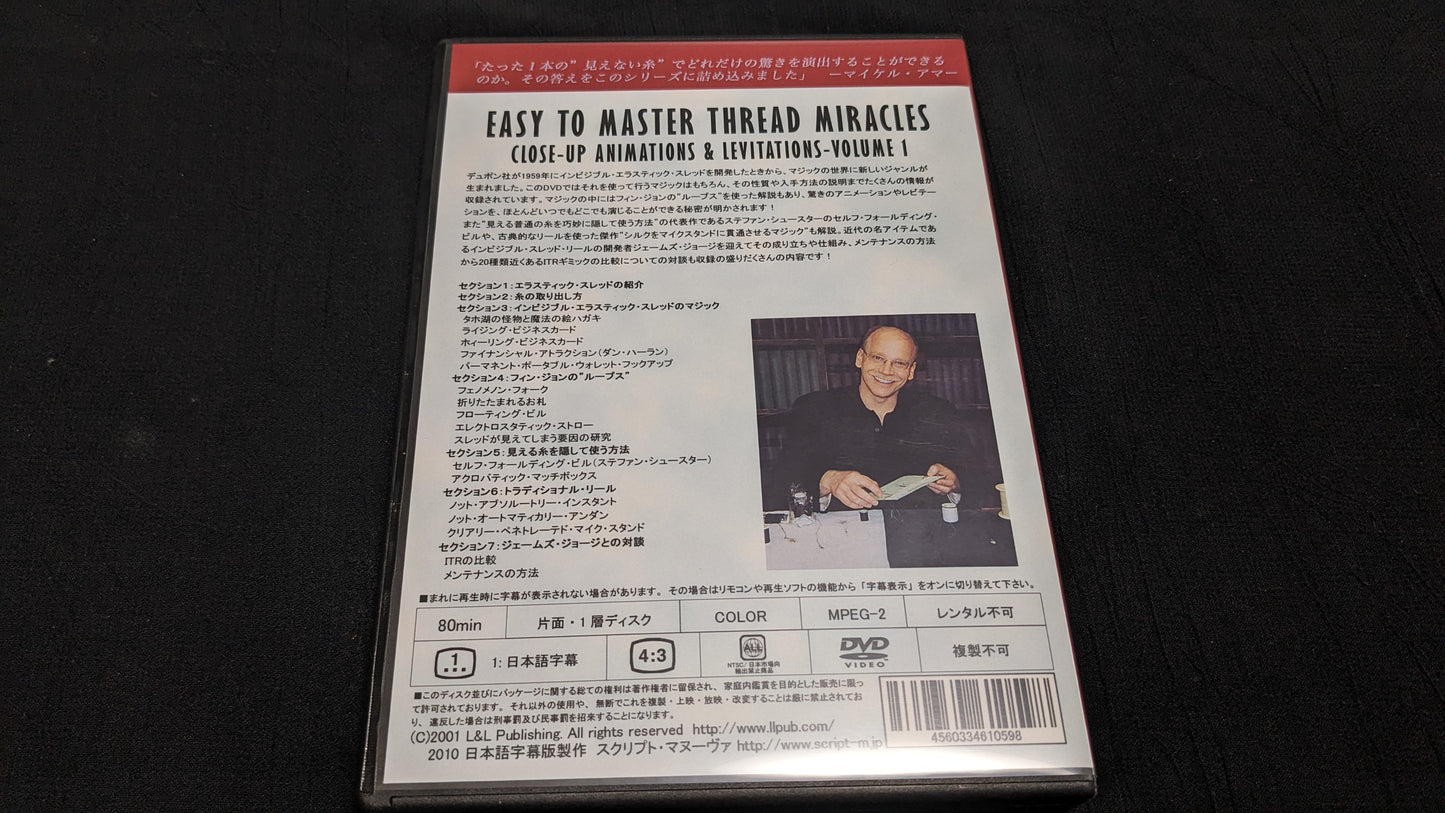 「たった1本の”見えない糸”でどれだけの驚きを演出することができる
のか。その答えをこのシリーズに詰め込みました」 ーマイケル・アマー
EASY TO MASTER THREAD MIRACLES
CLOSE-UP ANIMATIONS & LEVITATIONS-VOLUME 1
デュポン社が1959年にインビジブル・エラスティック・スレッドを開発したときから、マジックの世界に新しいジャンルが
生まれました。このDVDではそれを使って行うマジックはもちろん、その性質や入手方法の説明までたくさんの情報が
収録されています。マジックの中にはフィン・ジョンの"ループス"を使った解説もあり、驚きのアニメーションやレビテー
ションを、ほとんどいつでもどこでも演じることができる秘密が明かされます！
また"見える普通の糸を巧妙に隠して使う方法"の代表作であるステファン・シュースターのセルフ・フォールディング・
ビルや、古典的なリールを使った傑作"シルクをマイクスタンドに貫通させるマジック"も解説。近代の名アイテムであ
るインビジブル・スレッド・リールの開発者ジェームズ・ジョージを迎えてその成り立ちや仕組み、メンテナンスの方法
から20種類近くあるITRギミックの比較についての対談も収録の盛りだくさんの内容です！
セクション1：エラスティック・スレッドの紹介
セクション2：糸の取り出し方
セクション3：インビジブル・エラスティック・スレッドのマジック
タホ湖の怪物と魔法の絵ハガキ
ライジング・ビジネスカード
ホィーリング・ビジネスカード
ファイナンシャル・アトラクション（ダン・ハーラン）
パーマネント・ポータブル・ウォレット・フックアップ
セクション4：フィン・ジョンの"ループス"
フェノメノン・フォーク
折りたたまれるお札
フローティング・ビル
エレクトロスタティック・ストロー
スレッドが見えてしまう要因の研究
セクション5：見える糸を隠して使う方法
セルフ・フォールディング・ビル（ステファン・シュースター）
アクロバティック・マッチボックス
セクション6：トラディショナル・リール
ノット・アブソルートリー・インスタント
ノット・オートマティカリー・アンダン
クリアリー・ペネトレーテド・マイク・スタンド
セクション7：ジェームズ・ジョージとの対談
ITRの比較
メンテナンスの方法
■まれに再生時に字幕が表示されない場合があります。その場合はリモコンや再生ソフトの機能から「字幕表示」をオンに切り替えて下さい。
80min 片面・1層ディスク COLOR MPEG-2 レンタル不可
1 1: 日本語字幕 4:3 ALL NTSC/日本市場向 輸出禁止商品 DVD VIDEO 複製不可
■このディスク並びにパッケージに関する総ての権利は著作権者に留保され、家庭内鑑賞を目的とした販売に限っ
て許可されております。それ以外の使用や、無断でこれを複製・上映・放映・改変することは厳に禁止されてお
り、違反した場合は刑事罰及び民事罰を招来することになります。
(C)2001 L&L Publishing. All rights reserved http://www.llpub.com/
2010 日本語字幕版製作 スクリプト・マヌーヴァ http://www.script-m.jp
4560334610598